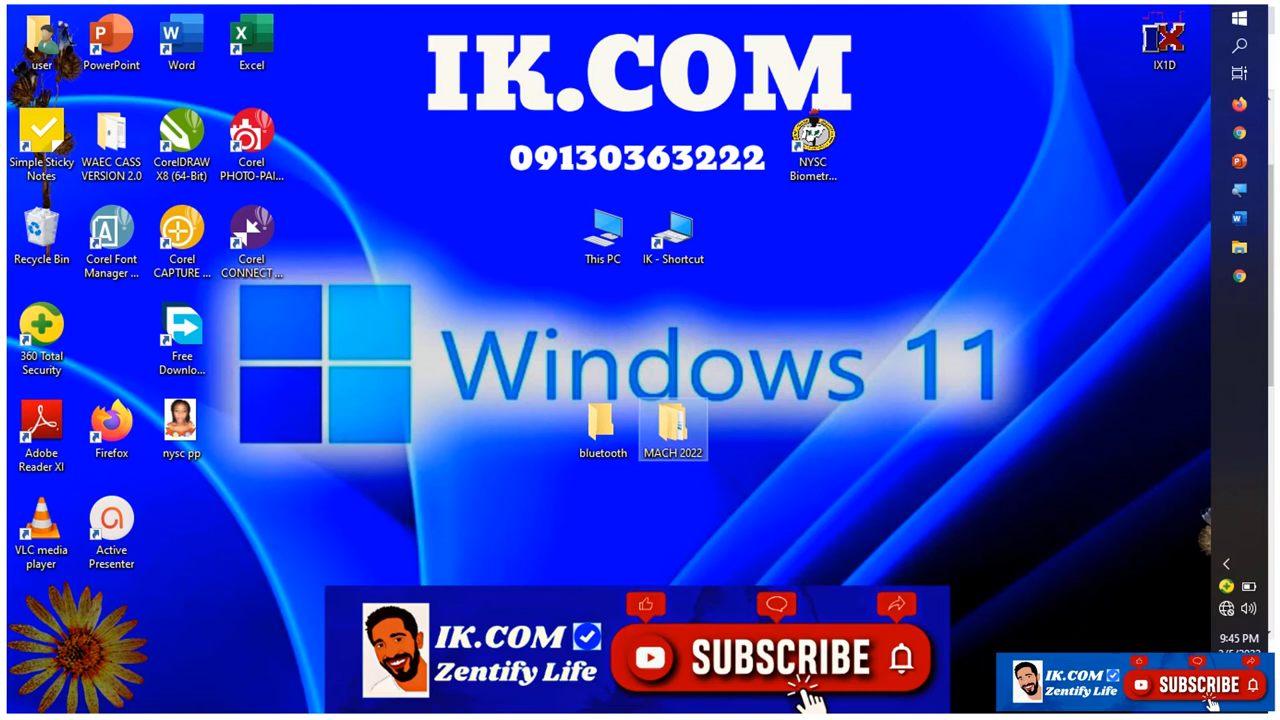 IK.COM
09130363222
user
PowerPoint
Word
Excel
IX1D
Simple Sticky
Notes
WAEC CASS
VERSION 2.0
CorelDRAW
X8 (64-Bit)
Corel
PHOTO-PAI...
NYSC
Biometr...
Recycle Bin
Corel Font
Manager ...
Corel
CAPTURE ...
Corel
CONNECT ...
This PC
IK - Shortcut
360 Total
Security
Free
Downlo...
Windows 11
Adobe
Reader XI
Firefox
nysc pp
bluetooth
MACH 2022
VLC media
player
Active
Presenter
IK.COM
Zentify Life
SUBSCRIBE
9:45 PM
IK.COM
Zentify Life
SUBSCRIBE